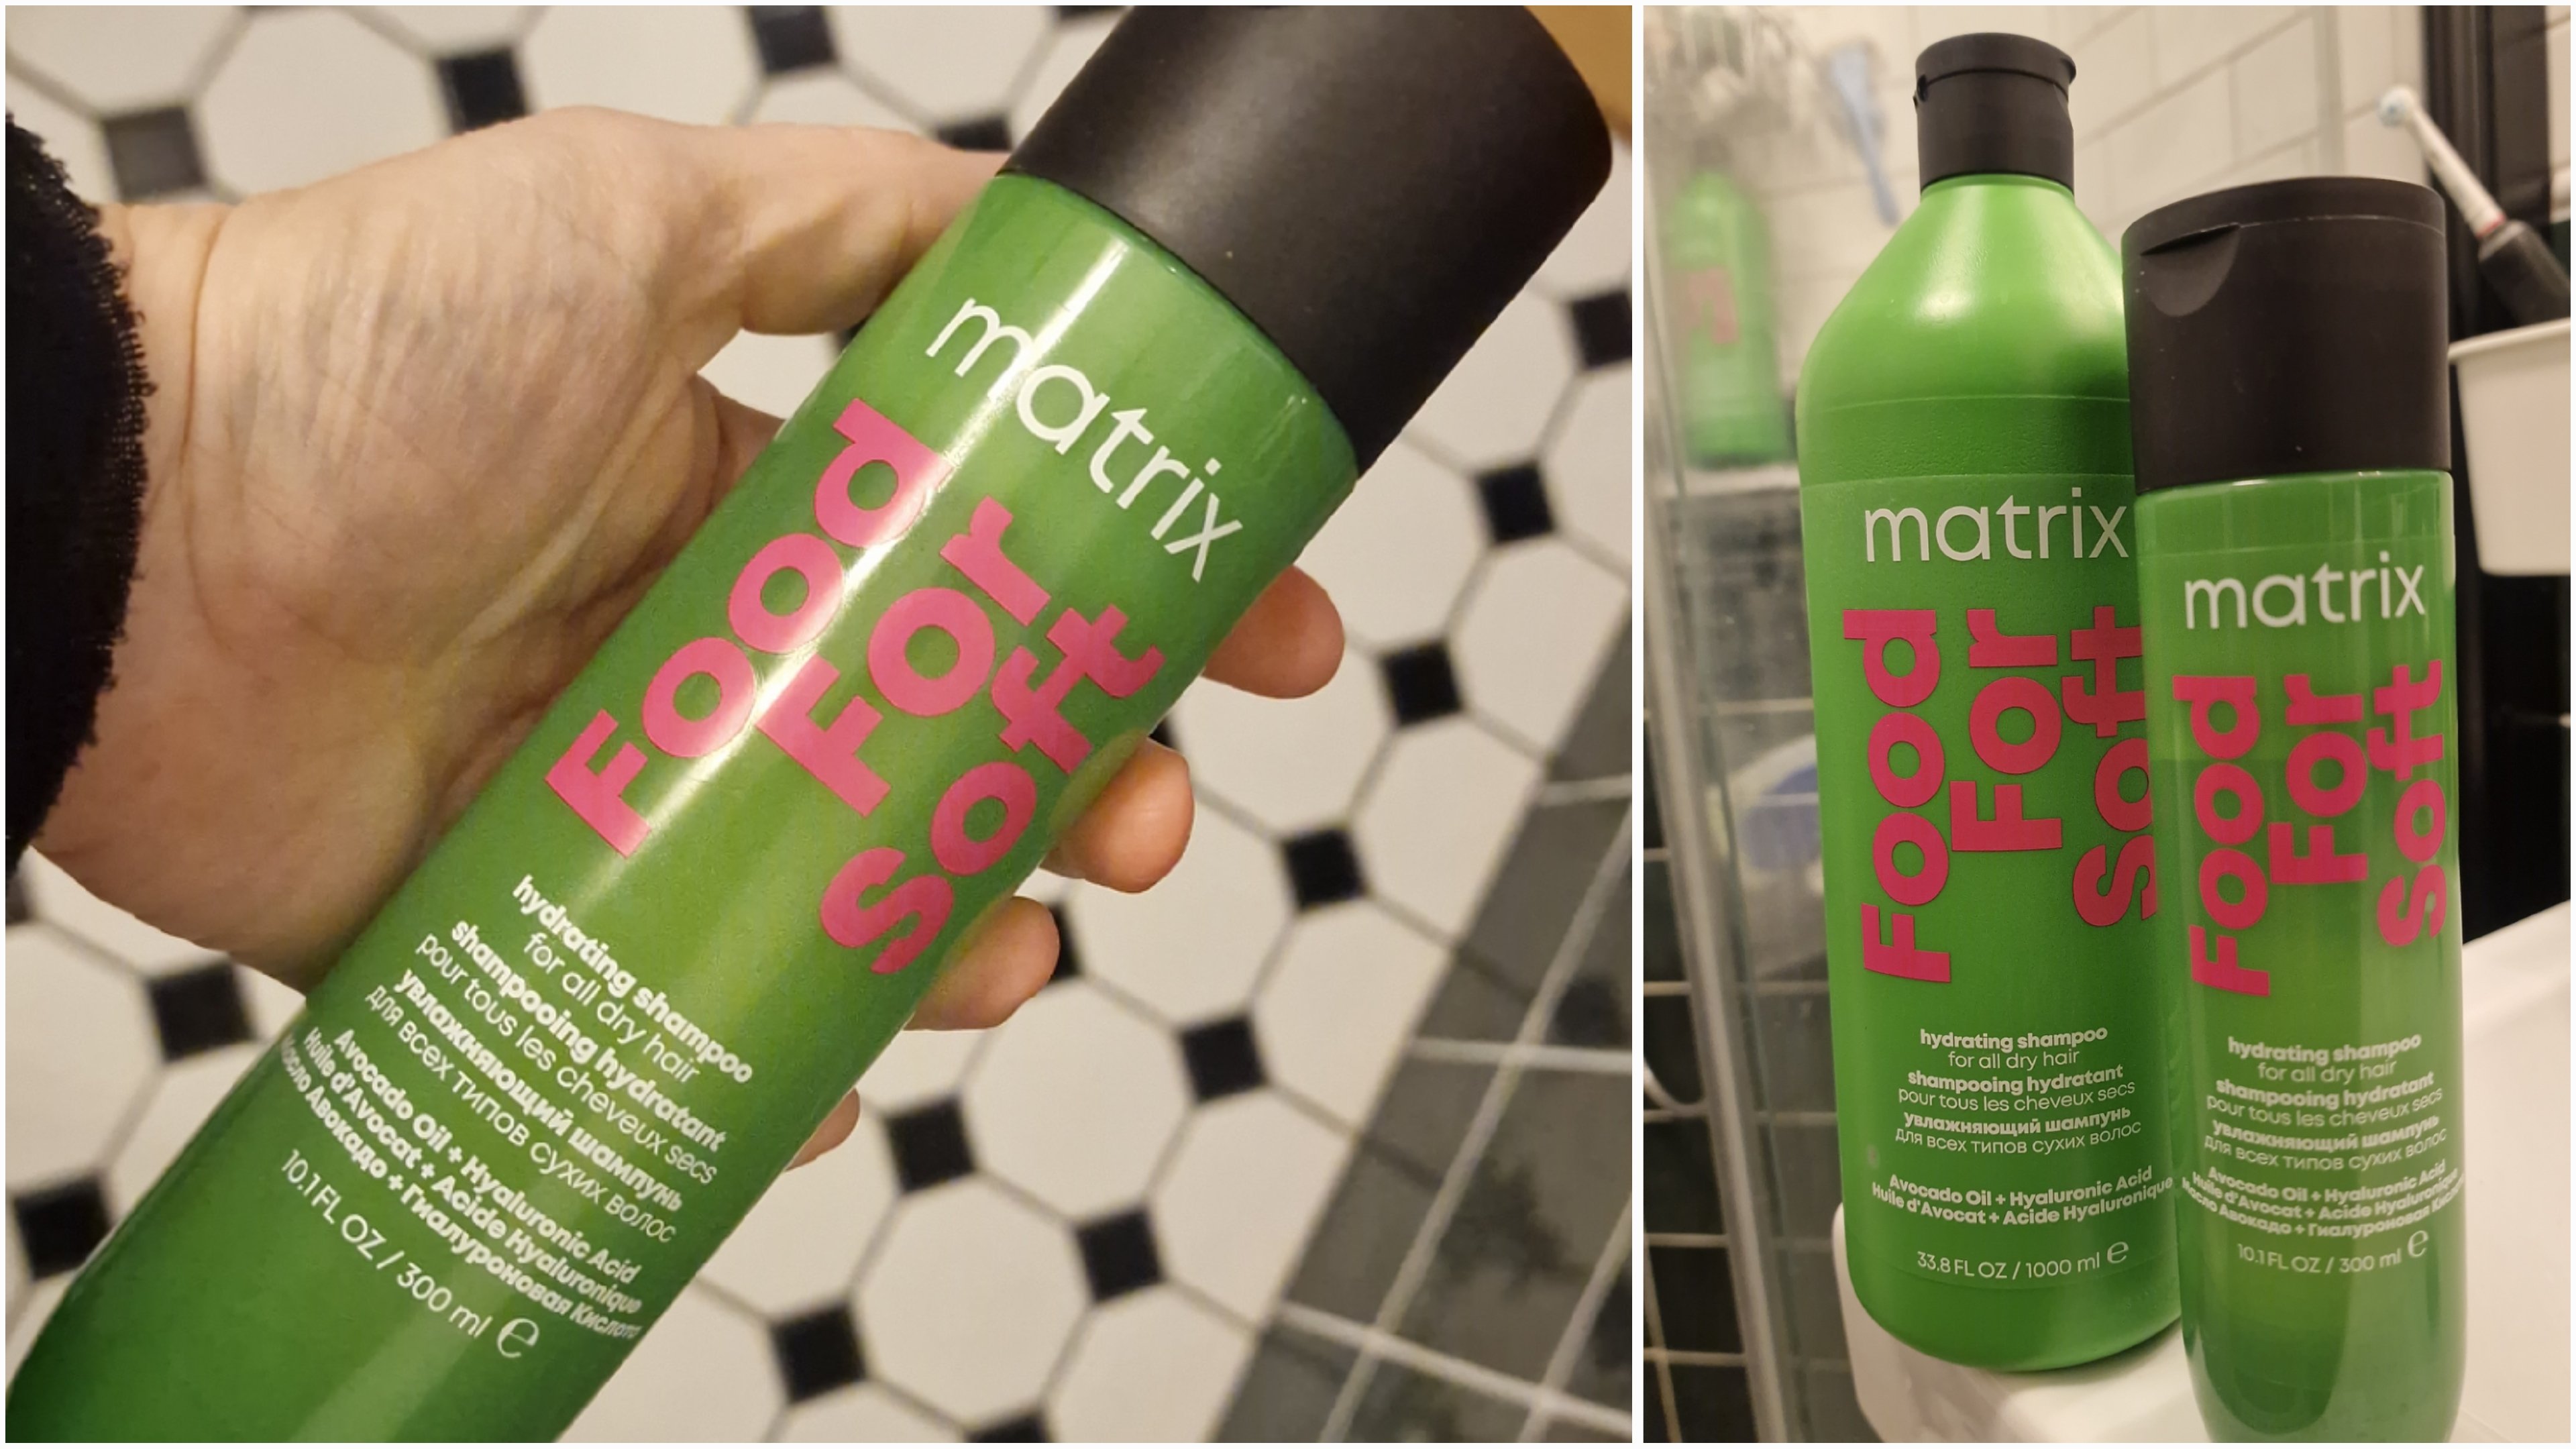 matrix
Food
For
Soft
hydrating shampoo
for all dry hair
shampooing hydratant
pour tous les cheveux secs
увлажняющий шампунь
для всех типов сухих волос
Avocado Oil + Hyaluronic Acid
Huile d'Avocat + Acide Hyaluronique
Масло Авокадо + Гиалуроновая Кислота
10.1 FL OZ / 300 ml e
matrix
Food
For
Soft
hydrating shampoo
for all dry hair
shampooing hydratant
pour tous les cheveux secs
увлажняющий шампунь
для всех типов сухих волос
Avocado Oil + Hyaluronic Acid
Huile d'Avocat + Acide Hyaluronique
33.8 FL OZ / 1000 ml e
matrix
Food
For
Soft
hydrating shampoo
for all dry hair
shampooing hydratant
pour tous les cheveux secs
увлажняющий шампунь
для всех типов сухих волос
Avocado Oil + Hyaluronic Acid
Huile d'Avocat + Acide Hyaluronique
Масло Авокадо + Гиалуроновая
10.1 FL OZ / 300 ml e